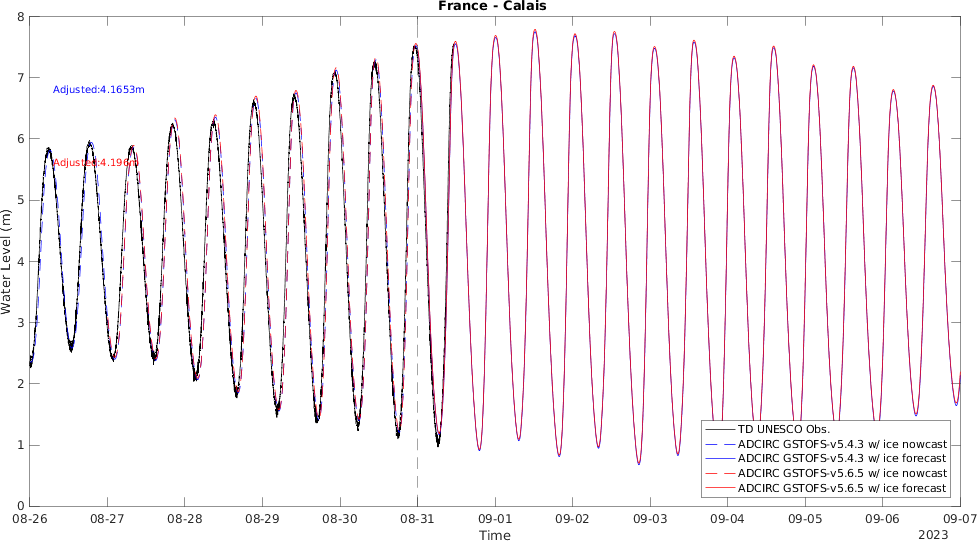 France - Calais
8
7
6
5
4
3
2
1
0
Water Level (m)
Adjusted:4.1653m
Adjusted:4.196m
TD UNESCO Obs.
ADCIRC GSTOFS-v5.4.3 w/ ice nowcast
ADCIRC GSTOFS-v5.4.3 w/ ice forecast
ADCIRC GSTOFS-v5.6.5 w/ ice nowcast
ADCIRC GSTOFS-v5.6.5 w/ ice forecast
08-26 08-27 08-28 08-29 08-30 08-31 09-01 09-02 09-03 09-04 09-05 09-06 09-07
Time
2023